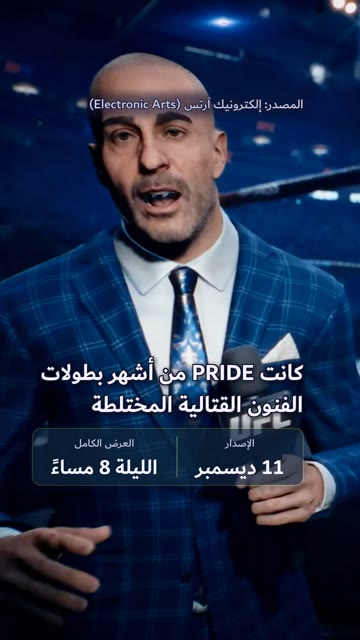 المصدر: إلكترونيك آرتس (Electronic Arts)
كانت PRIDE من أشهر بطولات
الفنون القتالية المختلطة
UFC
الإصدار
11 ديسمبر
العرض الكامل
الليلة 8 مساءً